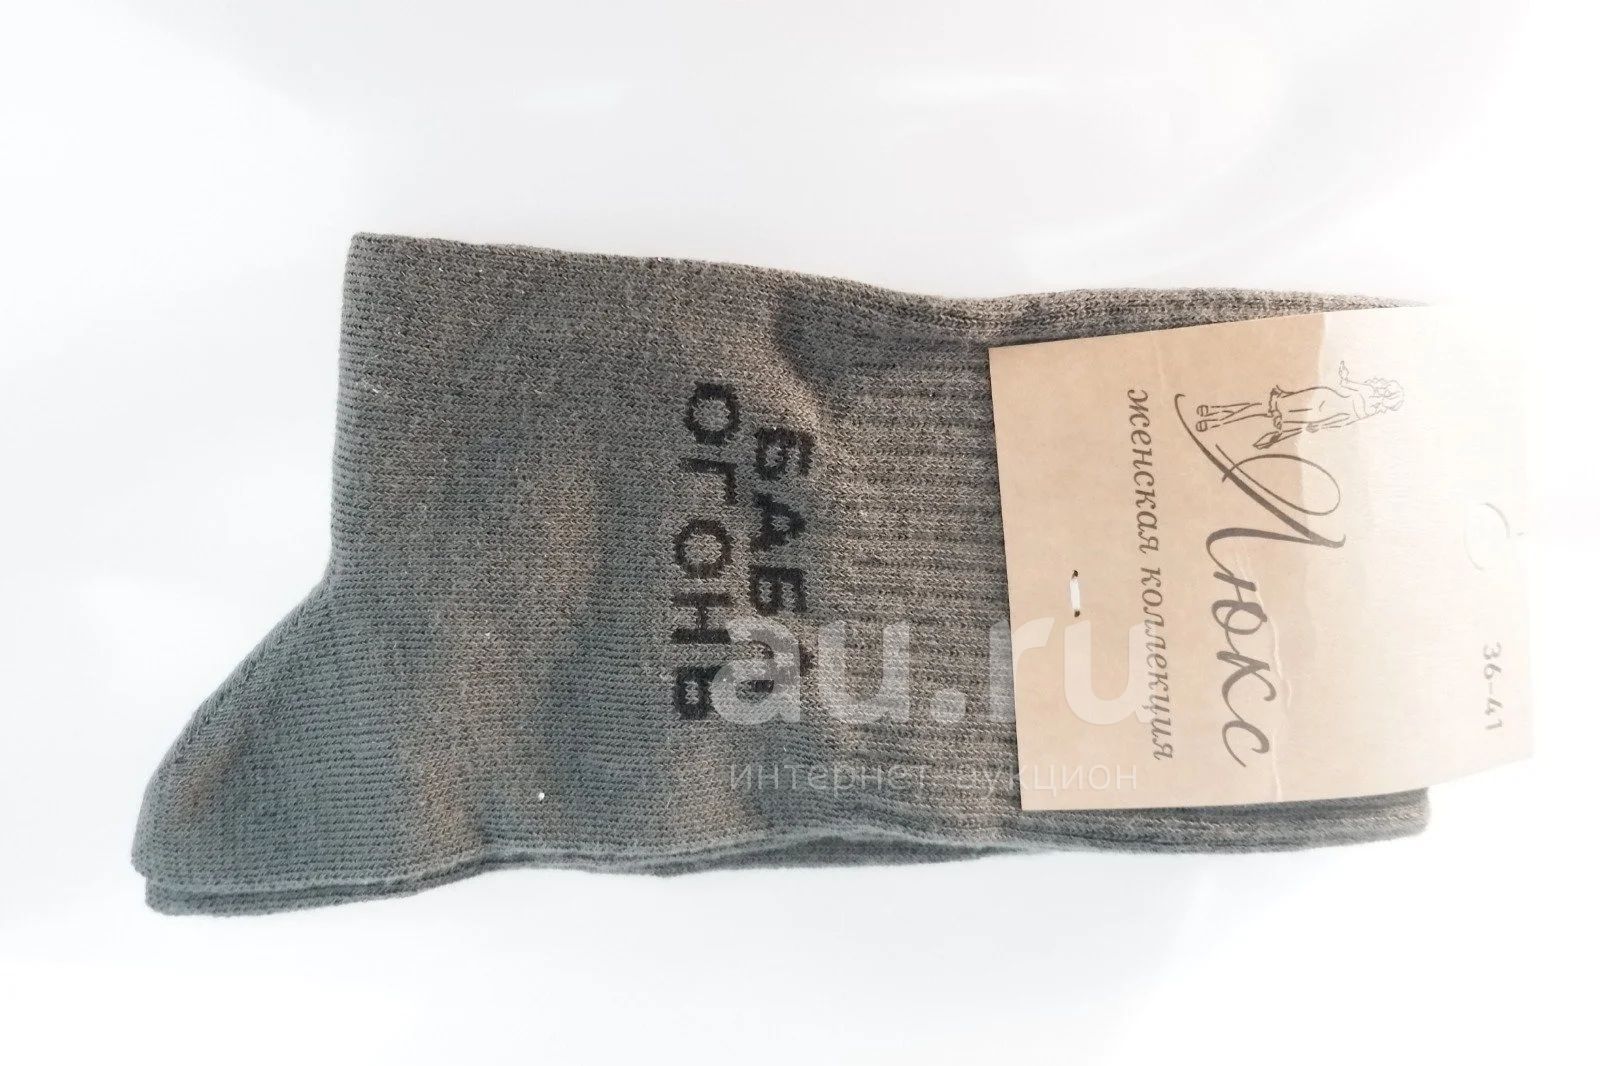 БАБА
ОГОНЬ
Люкс
женская коллекция
36-41
au.ru
интернет-аукцион